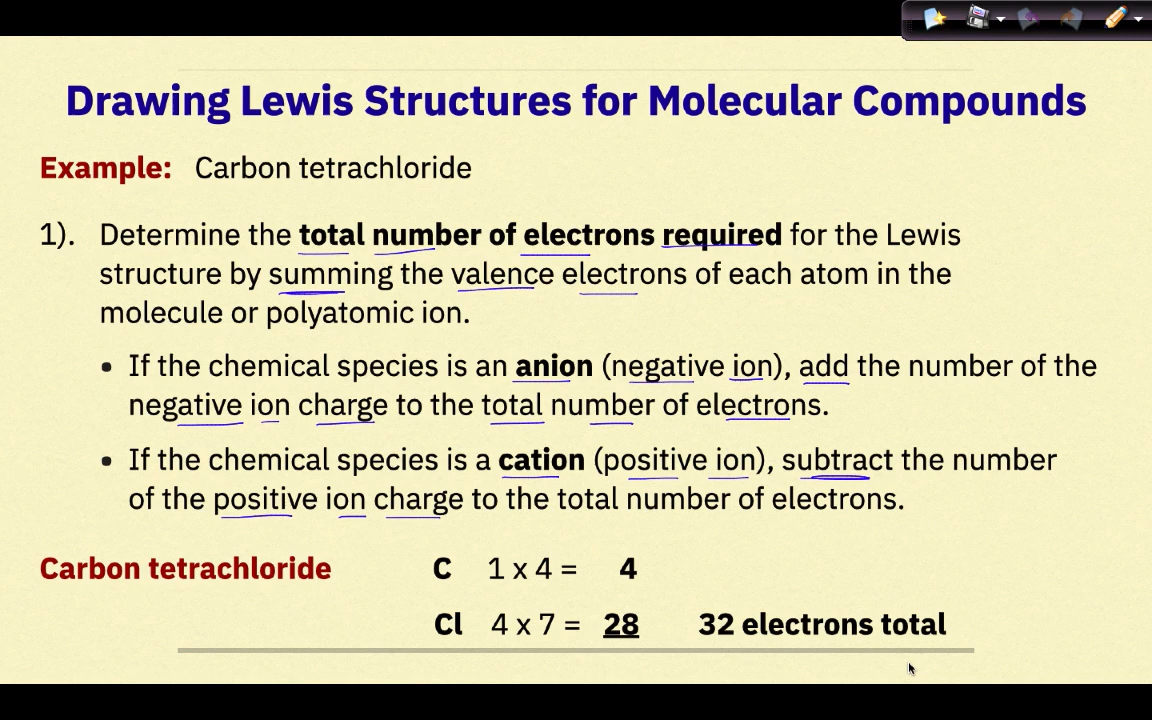 Drawing Lewis Structures for Molecular Compounds
Example: Carbon tetrachloride
1). Determine the total number of electrons required for the Lewis
structure by summing the valence electrons of each atom in the
molecule or polyatomic ion.
• If the chemical species is an anion (negative ion), add the number of the
negative ion charge to the total number of electrons.
• If the chemical species is a cation (positive ion), subtract the number
of the positive ion charge to the total number of electrons.
Carbon tetrachloride C 1 x 4 = 4
Cl 4 x 7 = 28 32 electrons total